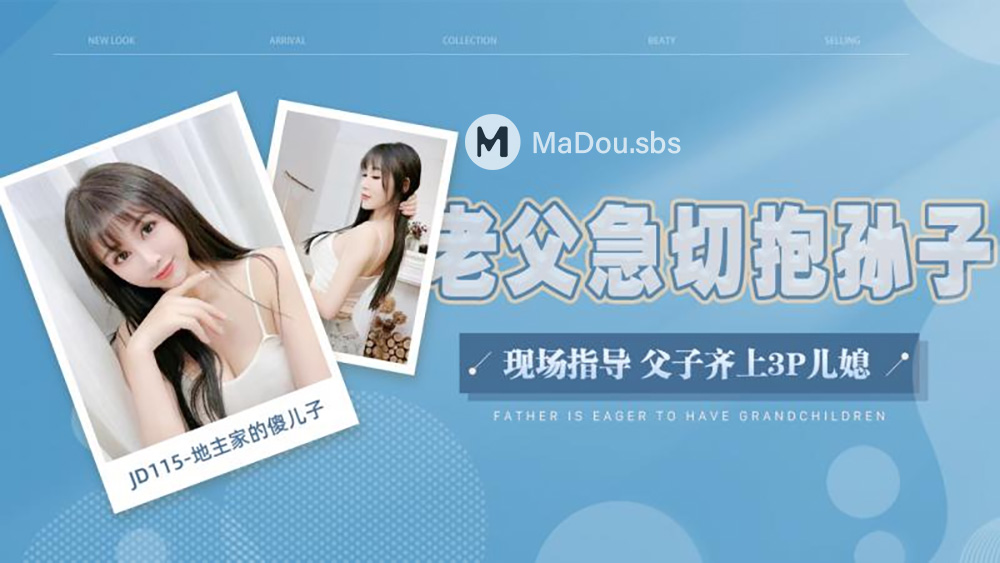 NEW LOOK
ARRIVAL
COLLECTION
BEATY
SELLING
M MaDou.sbs
老父急切抱孙子
现场指导 父子齐上3P儿媳
FATHER IS EAGER TO HAVE GRANDCHILDREN
JD115-地主家的傻儿子